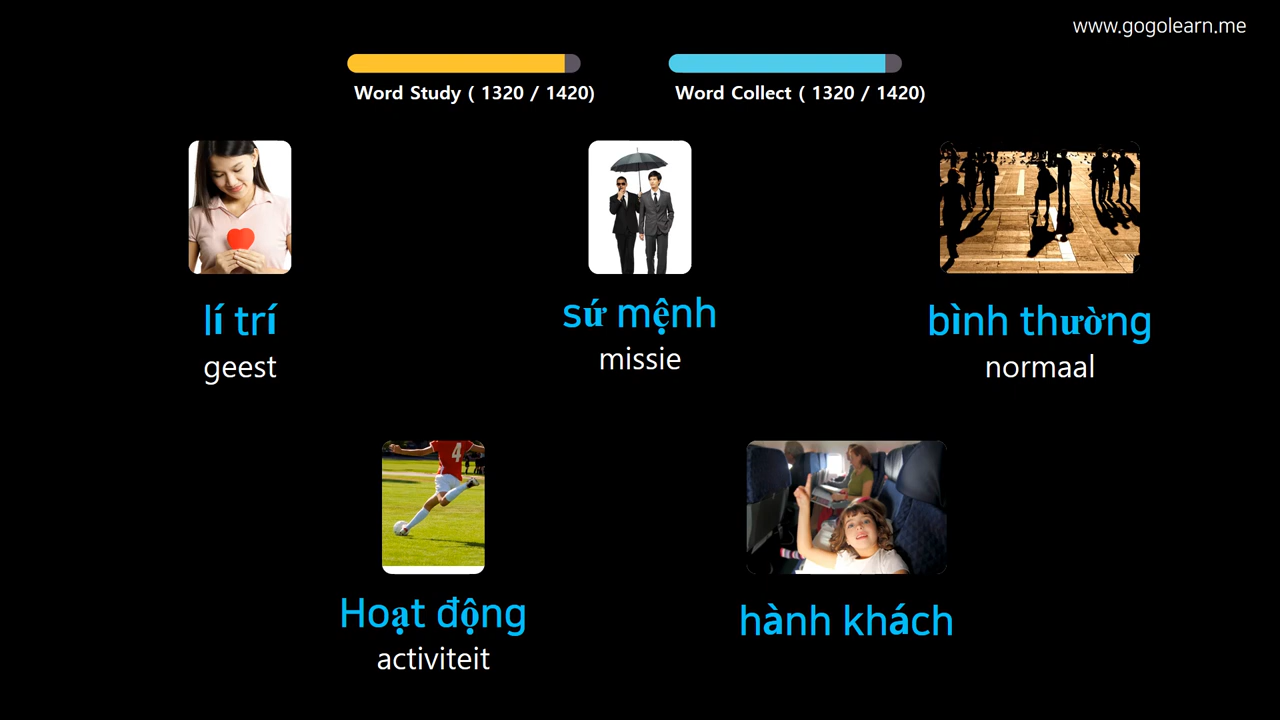 www.gogolearn.me
Word Study ( 1320 / 1420)
Word Collect ( 1320 / 1420)
lí trí
geest
sứ mệnh
missie
bình thường
normaal
4
Hoạt động
activiteit
hành khách